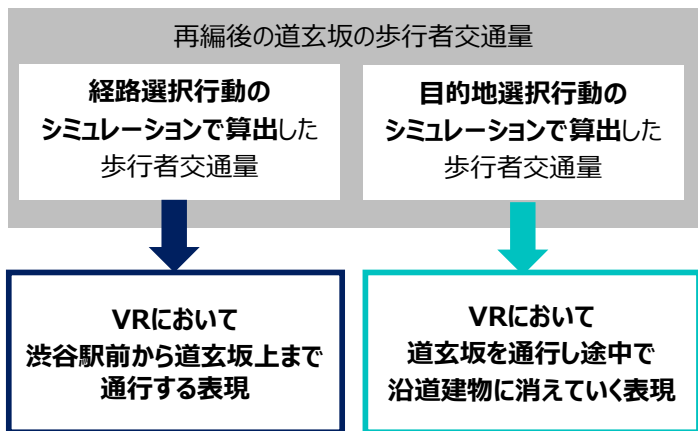 再編後の道玄坂の歩行者交通量
経路選択行動の
シミュレーションで算出した
歩行者交通量
目的地選択行動の
シミュレーションで算出した
歩行者交通量
VRにおいて
渋谷駅前から道玄坂上まで
通行する表現
VRにおいて
道玄坂を通行し途中で
沿道建物に消えていく表現